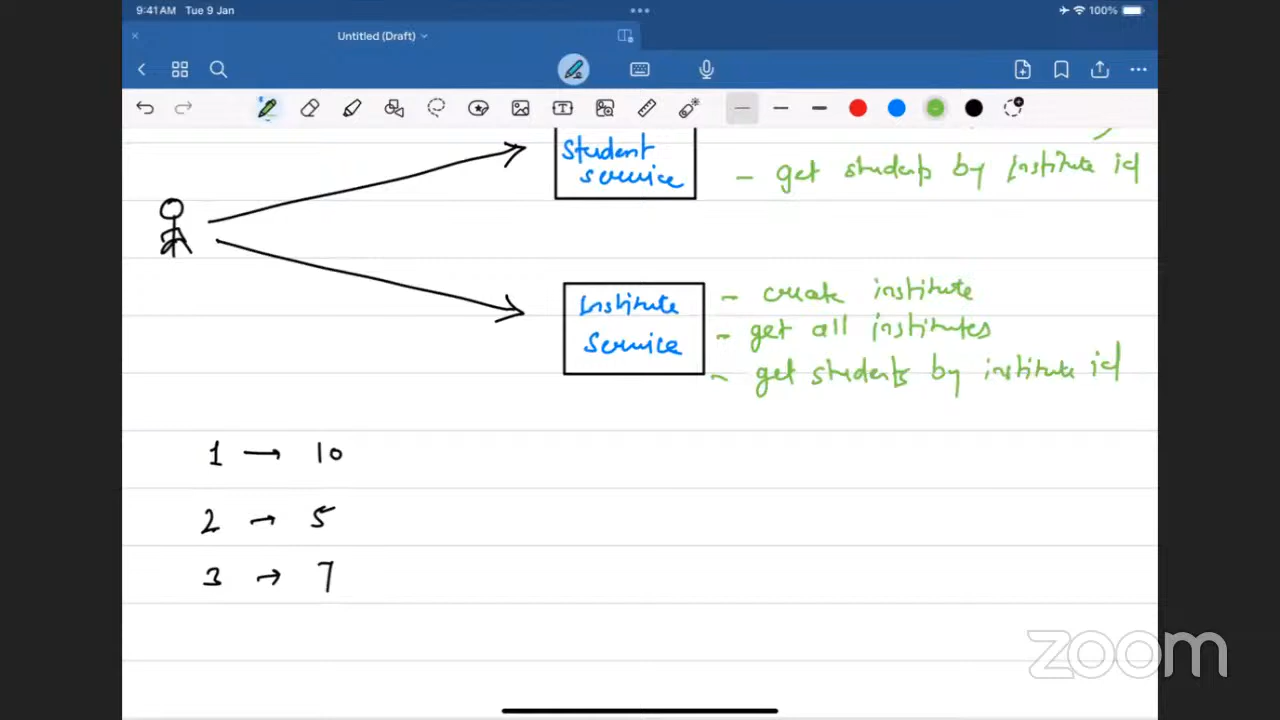 9:41 AM Tue 9 Jan
100%
Untitled (Draft)
Student
service
- get students by institute id
Institute
Service
- create institute
- get all institutes
- get students by institute id
1 → 10
2 → 5
3 → 7
zoom